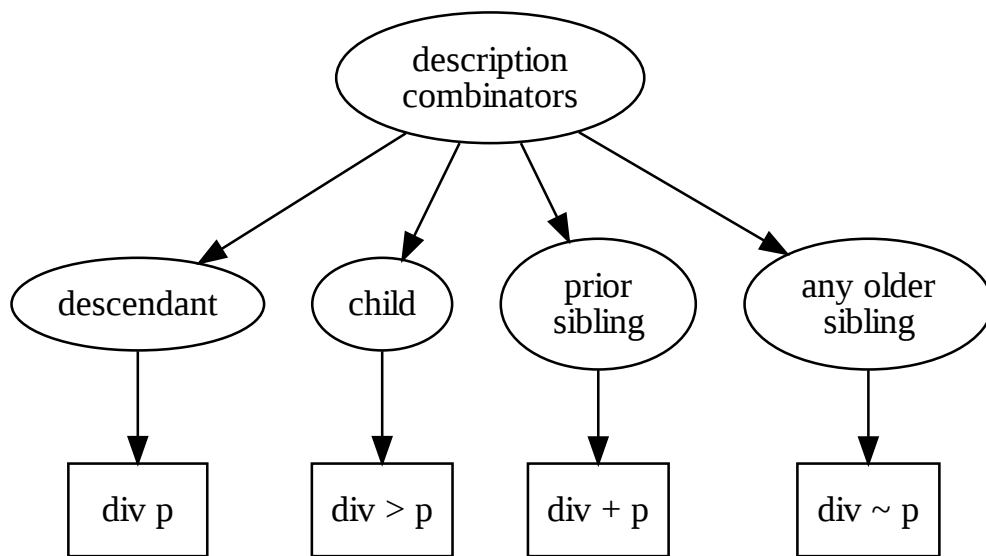 description
combinators
descendant
child
prior
sibling
any older
sibling
div p
div > p
div + p
div ~ p